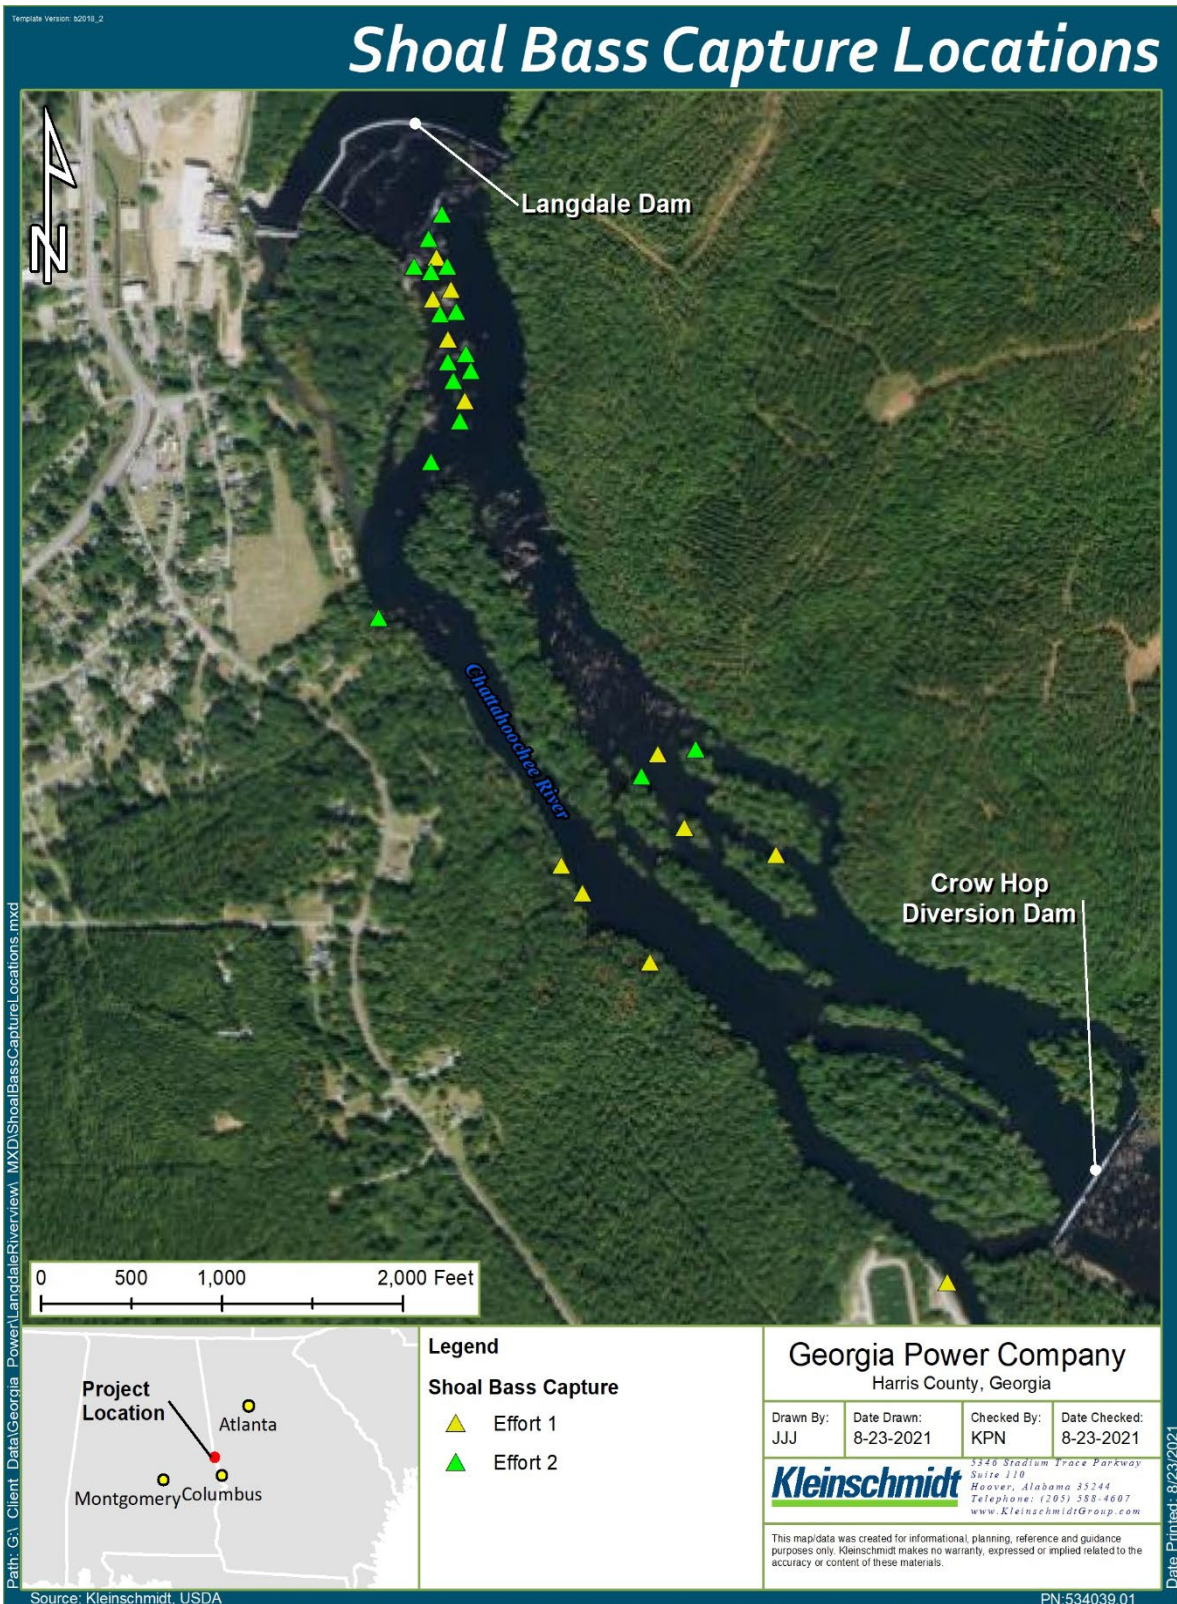 Template Version: b2018_2
Shoal Bass Capture Locations
N
Langdale Dam
Chattahoochee River
Crow Hop
Diversion Dam
0 500 1,000 2,000 Feet
Project
Location
Atlanta
Montgomery
Columbus
Legend
Shoal Bass Capture
Effort 1
Effort 2
Georgia Power Company
Harris County, Georgia
Drawn By:
JJJ
Date Drawn:
8-23-2021
Checked By:
KPN
Date Checked:
8-23-2021
Kleinschmidt
5346 Stadium Trace Parkway
Suite 110
Hoover, Alabama 35244
Telephone: (205) 588-4607
www.KleinschmidtGroup.com
This map/data was created for informational, planning, reference and guidance
purposes only. Kleinschmidt makes no warranty, expressed or implied related to the
accuracy or content of these materials.
Path: G:\_Client_Data\Georgia_Power\LangdaleRiverview\_MXD\ShoalBassCaptureLocations.mxd
Date Printed: 8/23/2021
Source: Kleinschmidt, USDA
PN:534039.01